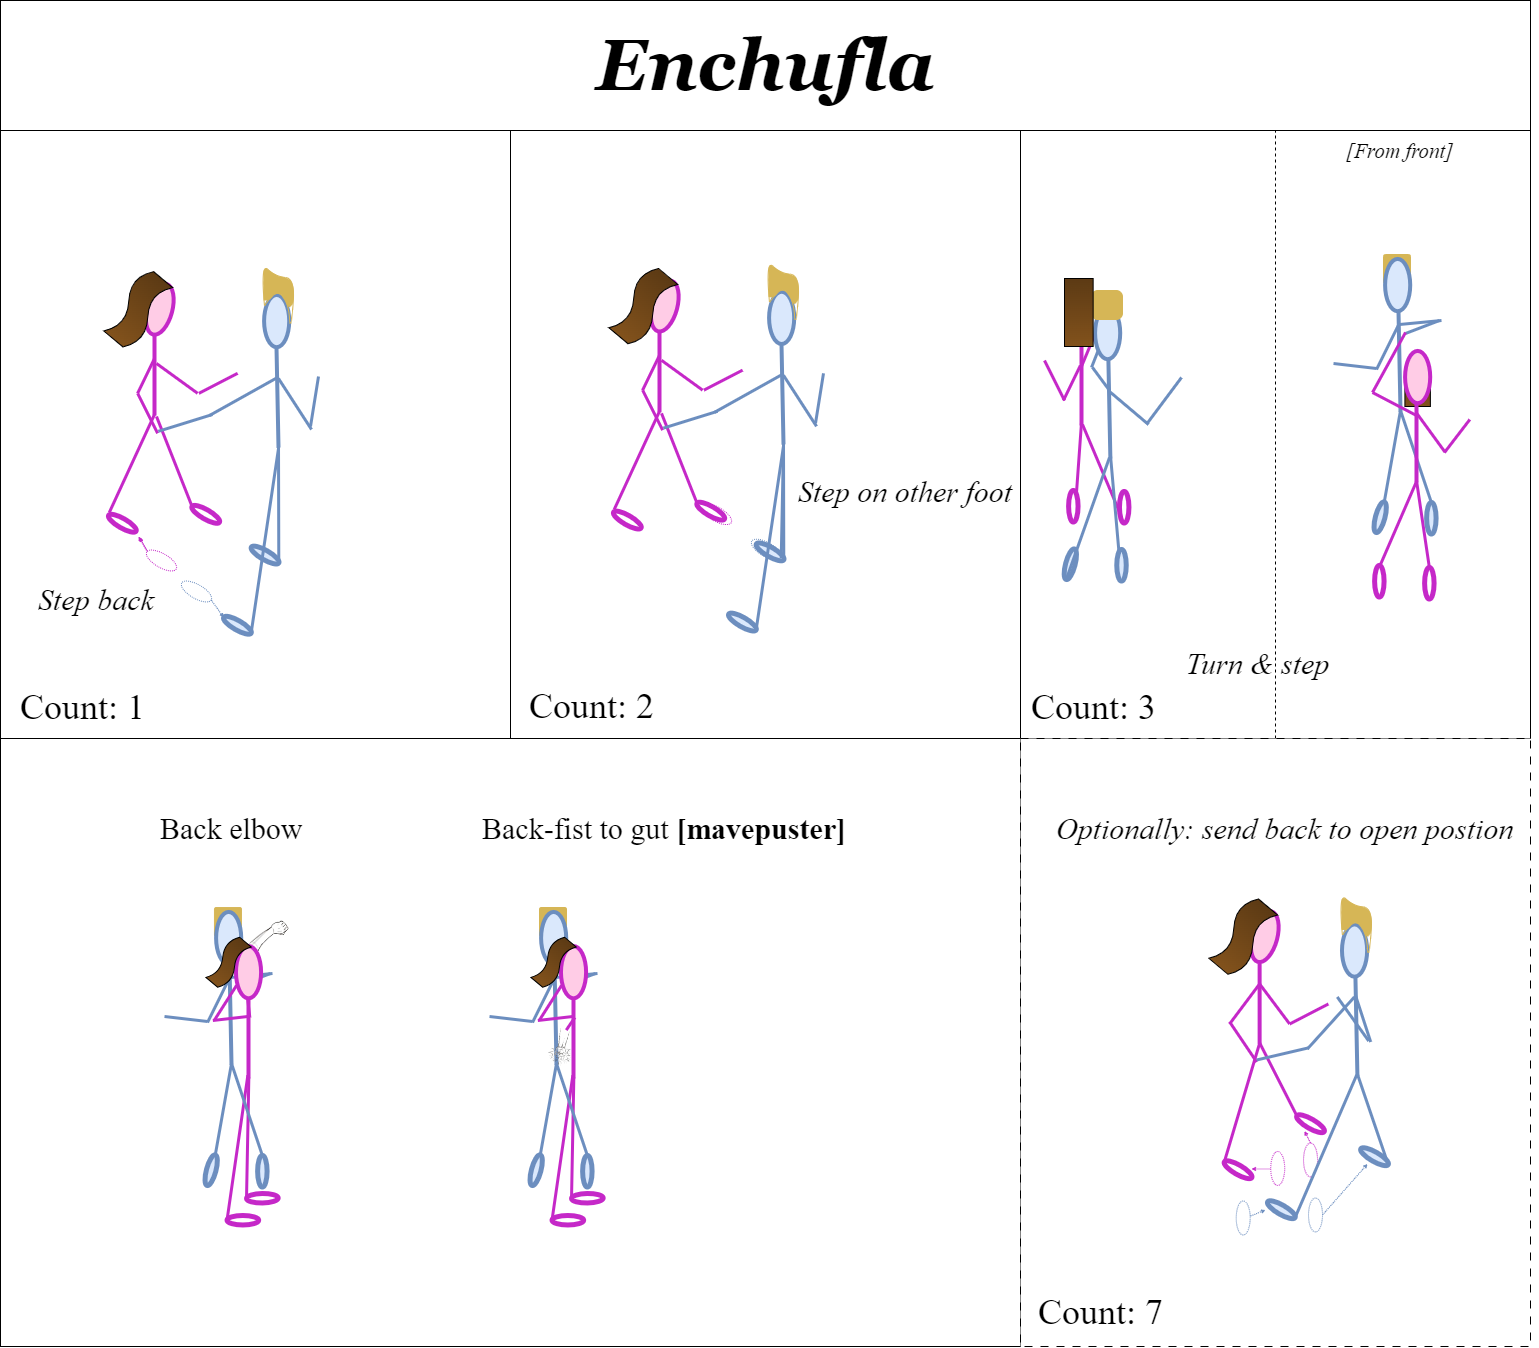 Enchufla
[From front]
Step on other foot
Step back
Turn & step
Count: 1
Count: 2
Count: 3
Back elbow
Back-fist to gut [mavepuster]
Optionally: send back to open postion
Count: 7